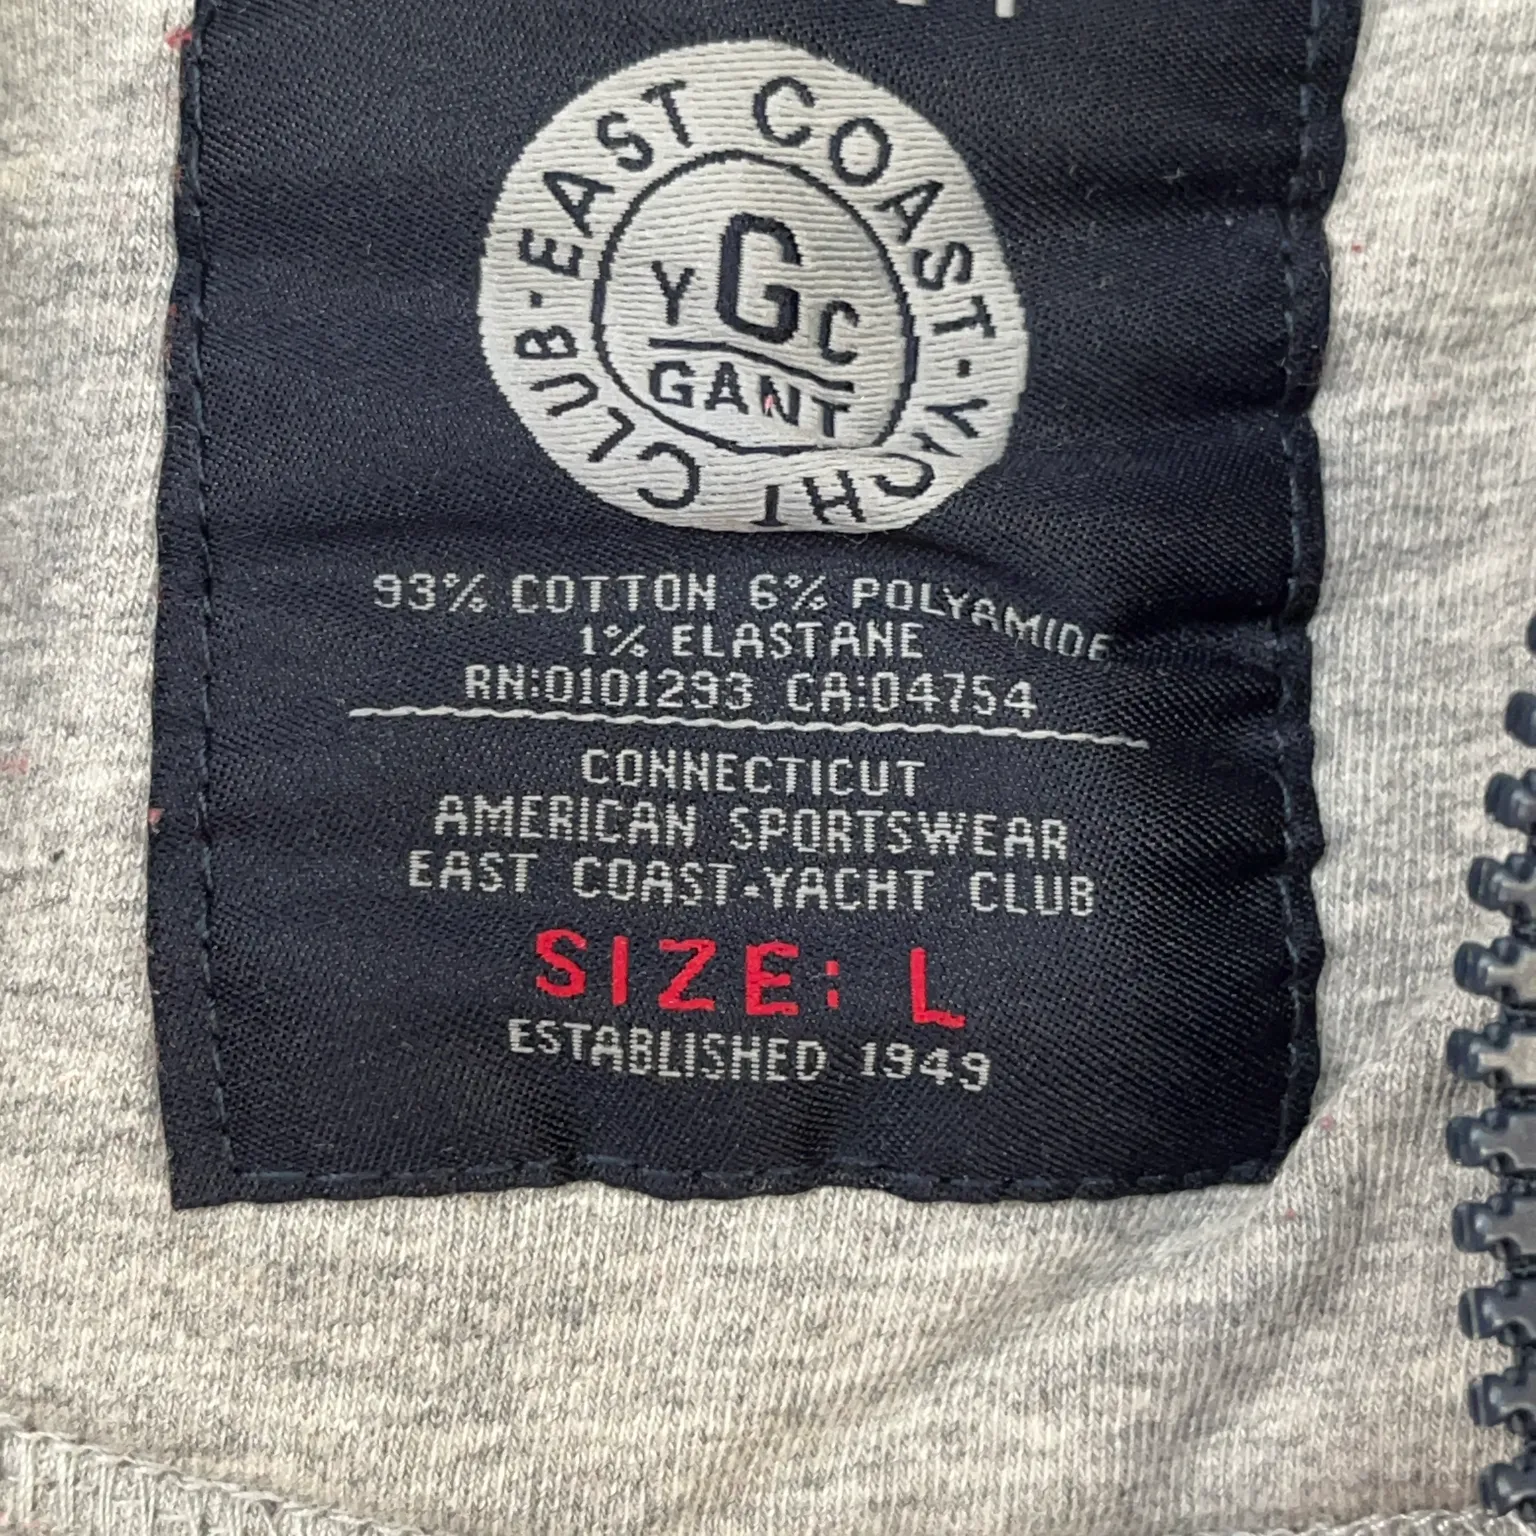 EAST COAST·YACHT CLUB·
YGC
GANT
93% COTTON 6% POLYAMIDE
1% ELASTANE
RN:0101293 CA:04754
CONNECTICUT
AMERICAN SPORTSWEAR
EAST COAST-YACHT CLUB
SIZE: L
ESTABLISHED 1949